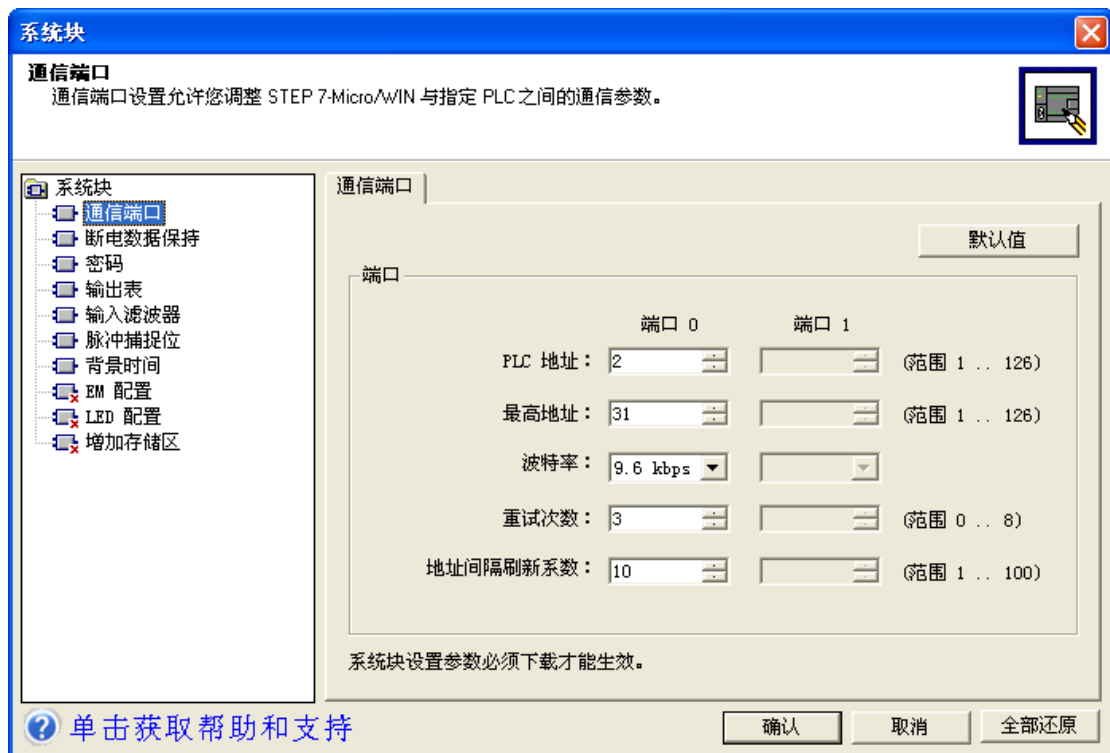 系统块
通信端口
通信端口设置允许您调整 STEP 7-Micro/WIN 与指定 PLC之间的通信参数。
系统块
通信端口
断电数据保持
密码
输出表
输入滤波器
脉冲捕捉位
背景时间
EM 配置
LED 配置
增加存储区
通信端口
默认值
端口
端口 0 端口 1
PLC 地址： 2 (范围 1 .. 126)
最高地址： 31 (范围 1 .. 126)
波特率： 9.6 kbps
重试次数： 3 (范围 0 .. 8)
地址间隔刷新系数： 10 (范围 1 .. 100)
系统块设置参数必须下载才能生效。
单击获取帮助和支持
确认 取消 全部还原